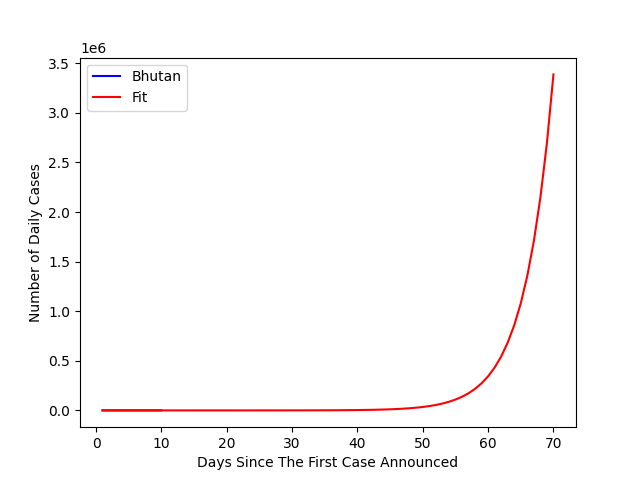 1e6
Bhutan
Fit
3.5
3.0
2.5
2.0
1.5
1.0
0.5
0.0
Number of Daily Cases
0 10 20 30 40 50 60 70
Days Since The First Case Announced